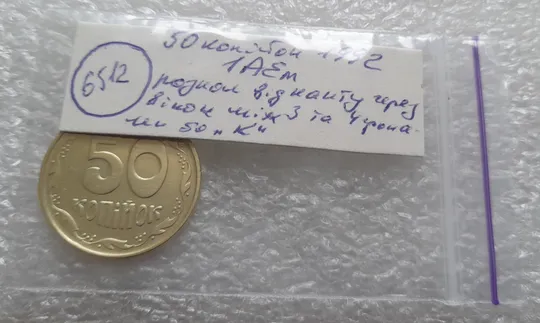 50 копійок 1992
1АЕм
6512
розкол від канту через
вінок між 3 та 4 грона
ми 50 „К“
50
КОПІЙОК